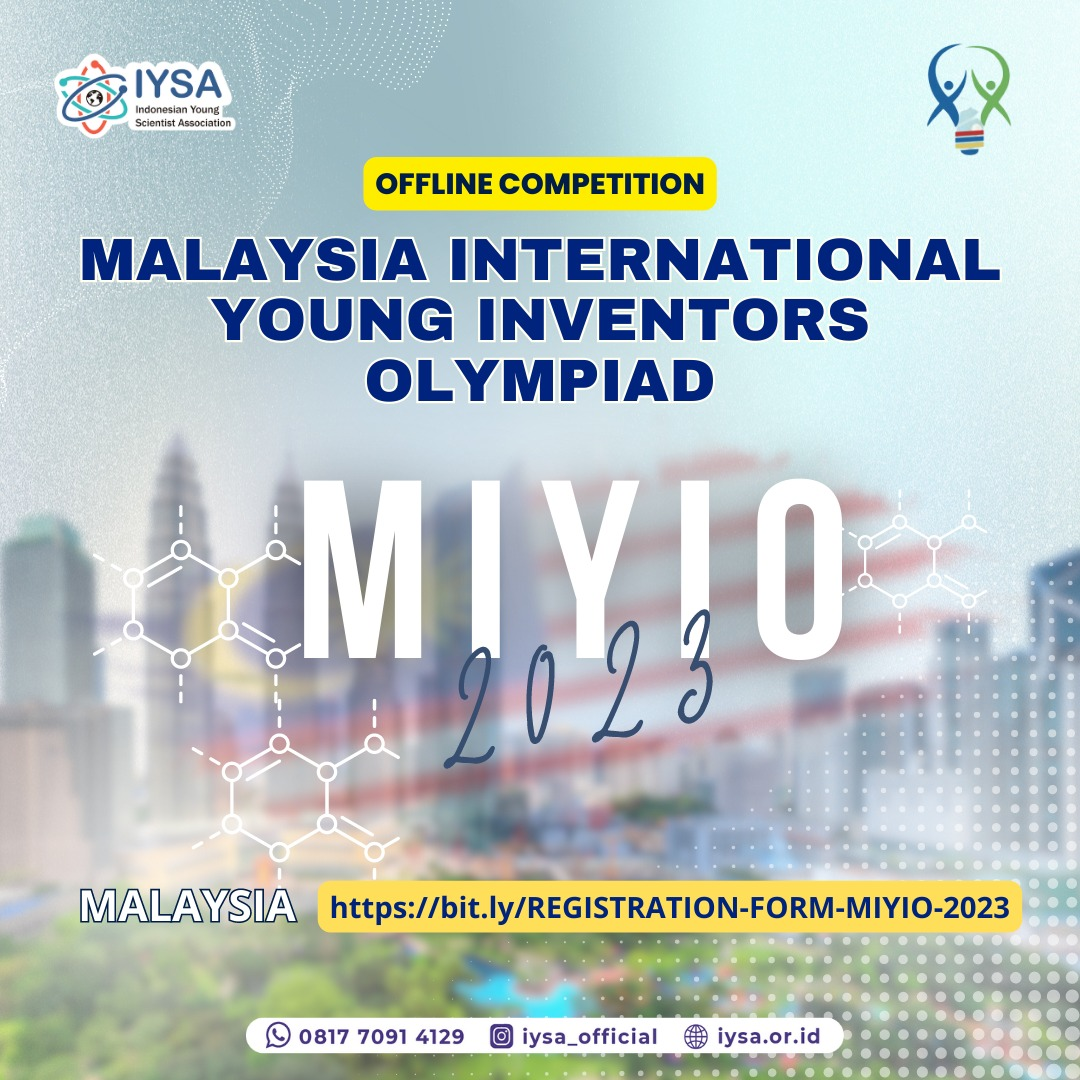 IYSA
Indonesian Young
Scientist Association
OFFLINE COMPETITION
MALAYSIA INTERNATIONAL
YOUNG INVENTORS
OLYMPIAD
MIYIO
2023
MALAYSIA
https://bit.ly/REGISTRATION-FORM-MIYIO-2023
0817 7091 4129
iysa_official
iysa.or.id